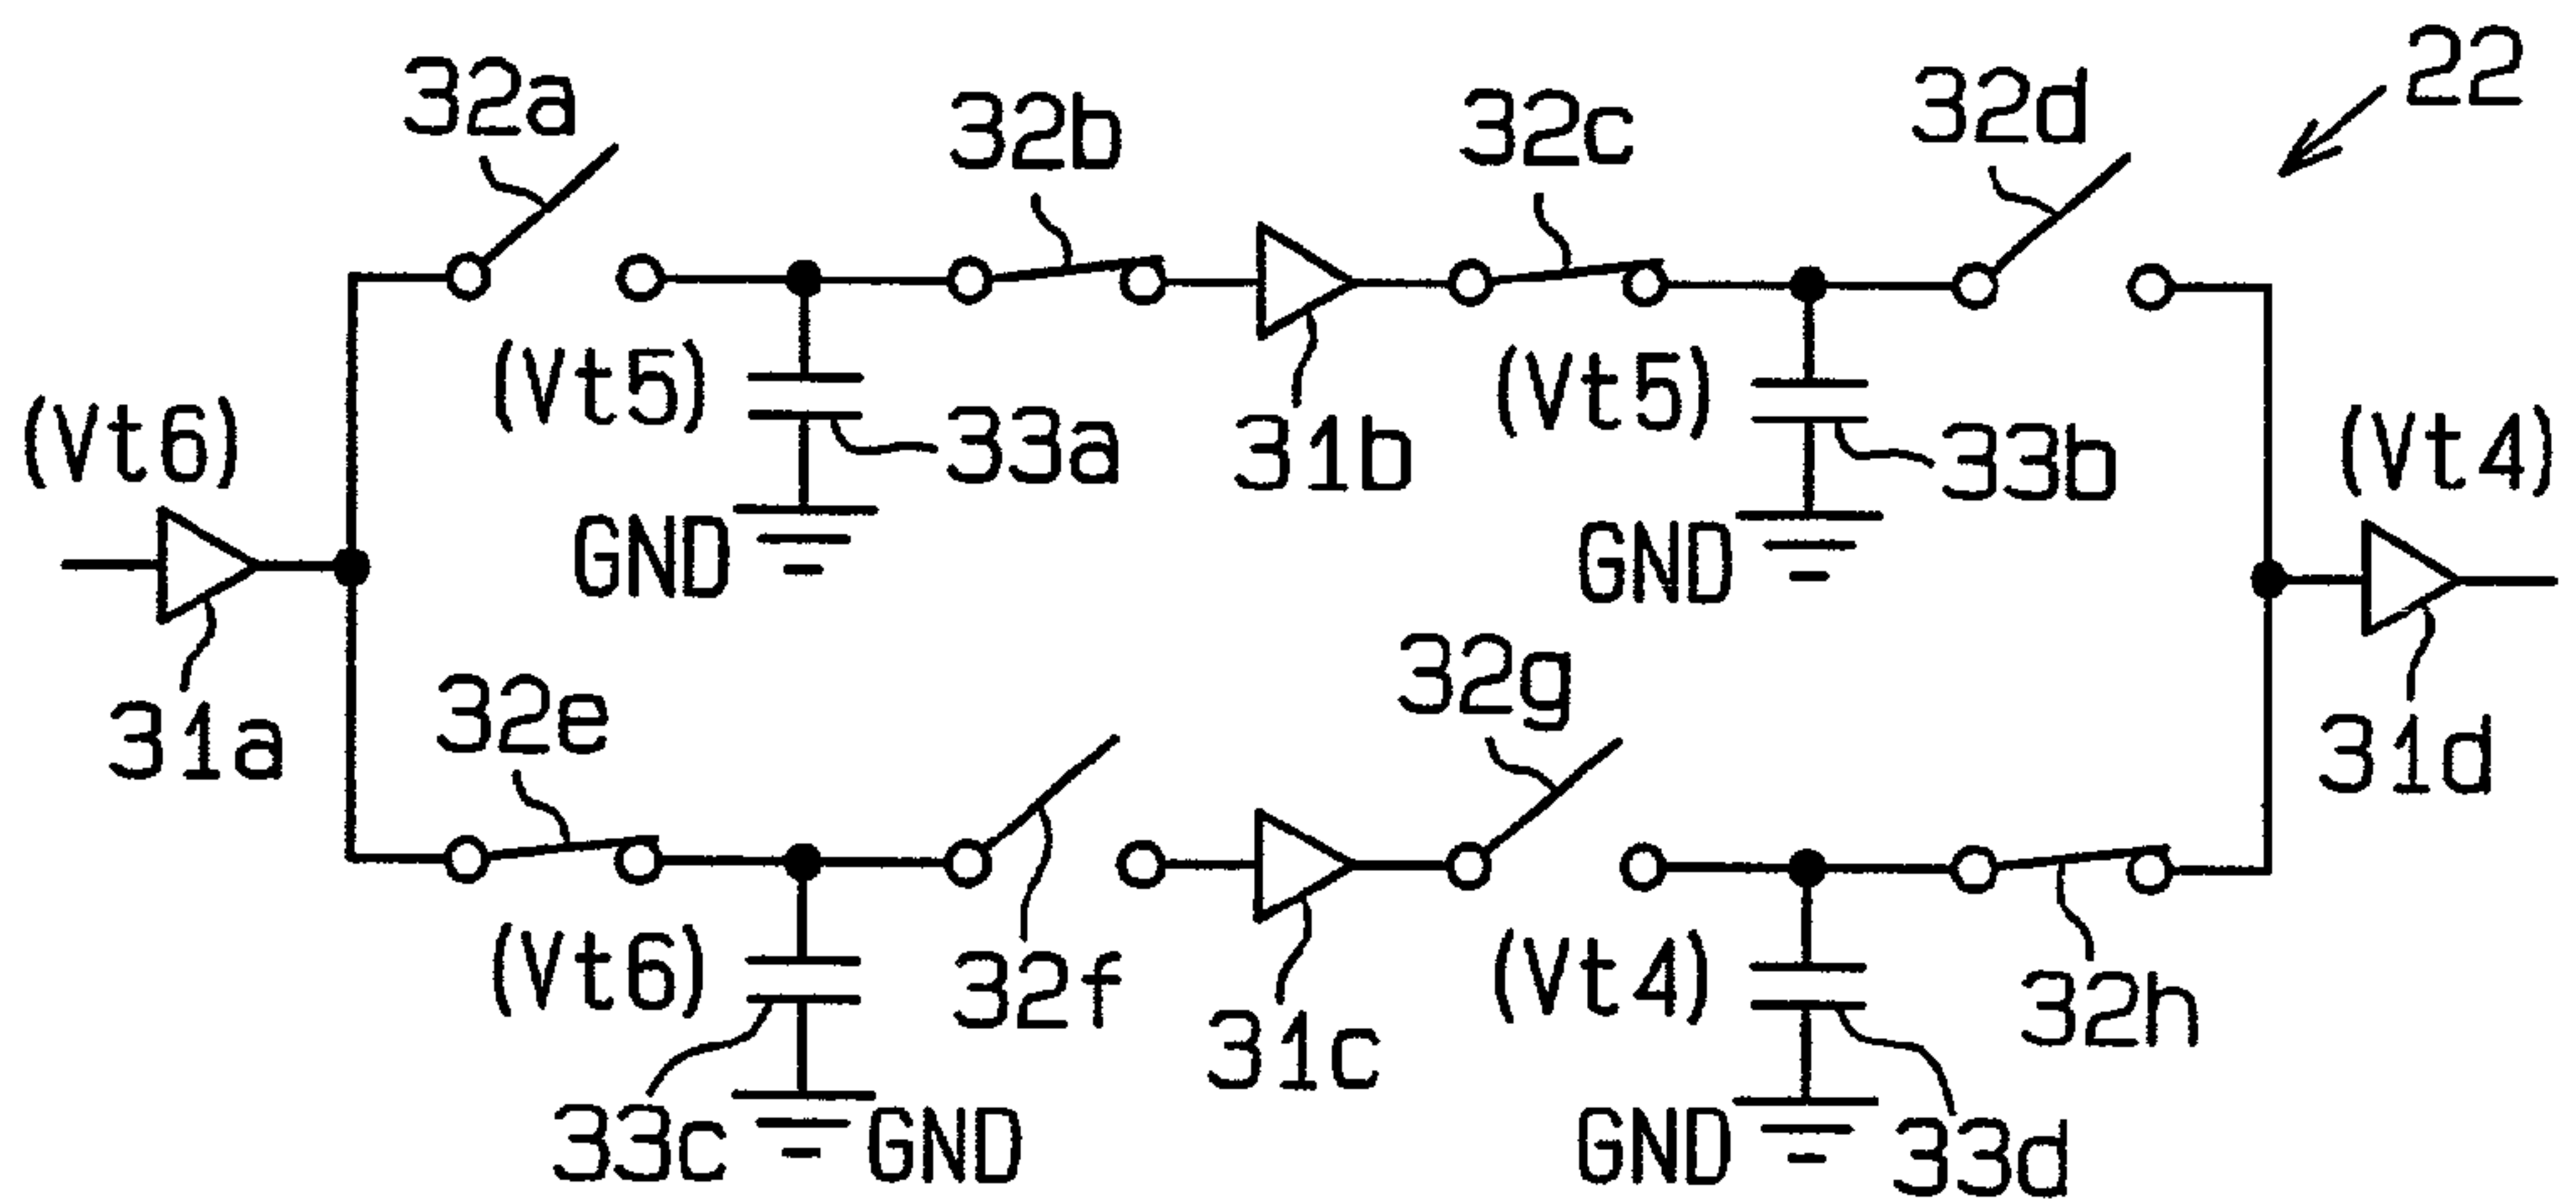 22
32a
32b
32c
32d
(Vt5)
33a
31b
(Vt5)
33b
(Vt6)
(Vt4)
GND
GND
31a
32e
32g
31d
(Vt6)
32f
31c
(Vt4)
32h
33c
GND
GND
33d